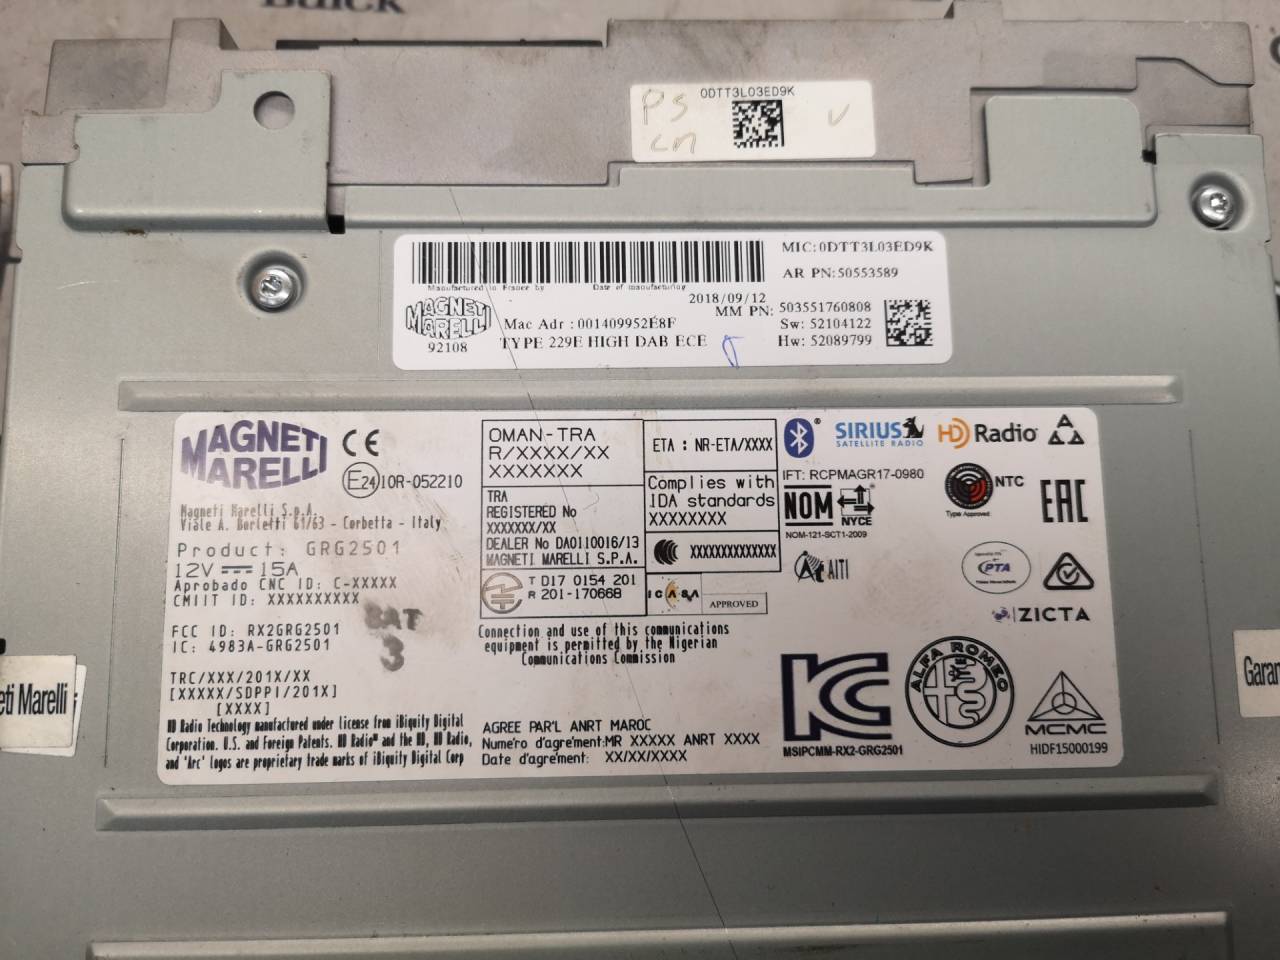 Buick
0DTT3L03ED9K
PS
cn
MIC:0DTT3L03ED9K
AR PN:50553589
Manufactured in France by
Date of manufacturing
2018/09/12
MM PN: 503551760808
MAGNETI
MARELLI
92108
Mac Adr : 001409952E8F
Sw: 52104122
TYPE 229E HIGH DAB ECE
Hw: 52089799
MAGNETI
MARELLI
CE
E24 10R-052210
Magneti Marelli S.p.A.
Viale A. Borletti 61/63 - Corbetta - Italy
Product: GRG2501
12V 15A
Aprobado CNC ID: C-XXXXX
CMIIT ID: XXXXXXXXXX
BAT
3
FCC ID: RX2GRG2501
IC: 4983A-GRG2501
TRC/XXX/201X/XX
[XXXXX/SDPPI/201X]
[XXXX]
HD Radio Technology manufactured under license from iBiquity Digital
Corporation. U.S. and Foreign Patents. HD Radio™ and the HD, HD Radio,
and 'Arc' logos are proprietary trade marks of iBiquity Digital Corp
OMAN-TRA
R/XXXX/XX
XXXXXXX
TRA
REGISTERED No
XXXXXXX/XX
DEALER No DA0110016/13
MAGNETI MARELLI S.P.A.
T D17 0154 201
R 201-170668
ETA : NR-ETA/XXXX
Complies with
IDA standards
XXXXXXXX
XXXXXXXXXXXXX
ICASA
APPROVED
Connection and use of this communications
equipment is permitted by the Nigerian
Communications Commission
AGREE PAR'L ANRT MAROC
Nume'ro d'agrement:MR XXXXX ANRT XXXX
Date d'agrement: XX/XX/XXXX
SIRIUS
SATELLITE RADIO
HD Radio
IFT: RCPMAGR17-0980
NOM
NYCE
NOM-121-SCT1-2009
NTC
Type Approved
EAC
AITI
PTA
ZICTA
KC
MSIPCMM-RX2-GRG2501
ALFA ROMEO
MCMC
HIDF15000199
eti Marelli
Garan